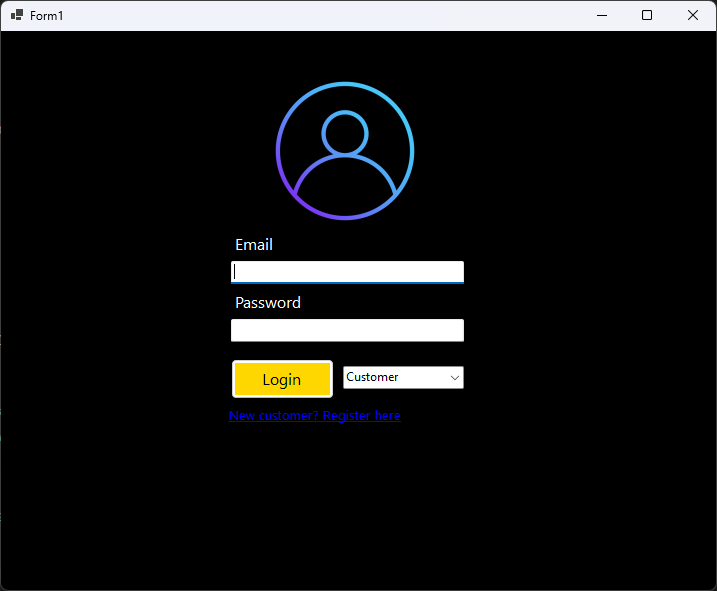 Form1
Email
Password
Login
Customer
New customer? Register here